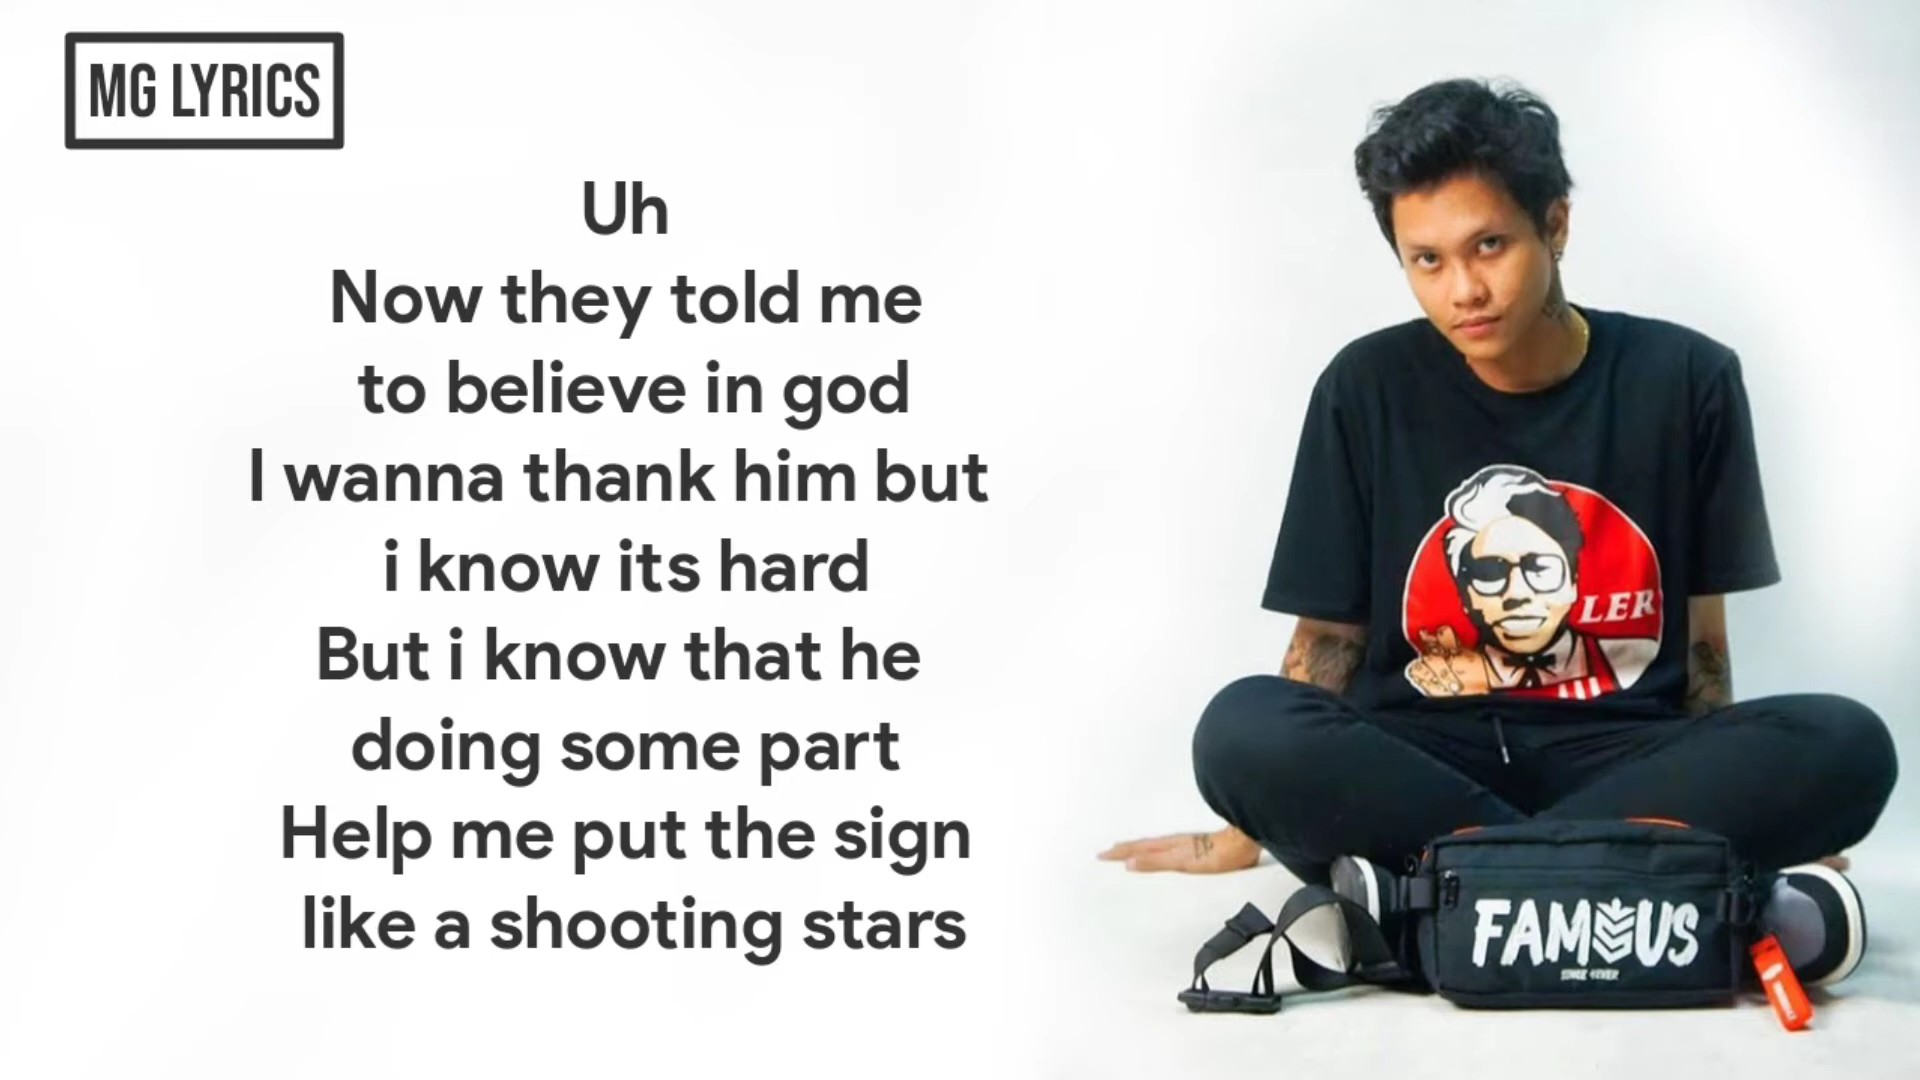 MG LYRICS
Uh
Now they told me
to believe in god
I wanna thank him but
i know its hard
But i know that he
doing some part
Help me put the sign
like a shooting stars
LER
FAMOUS